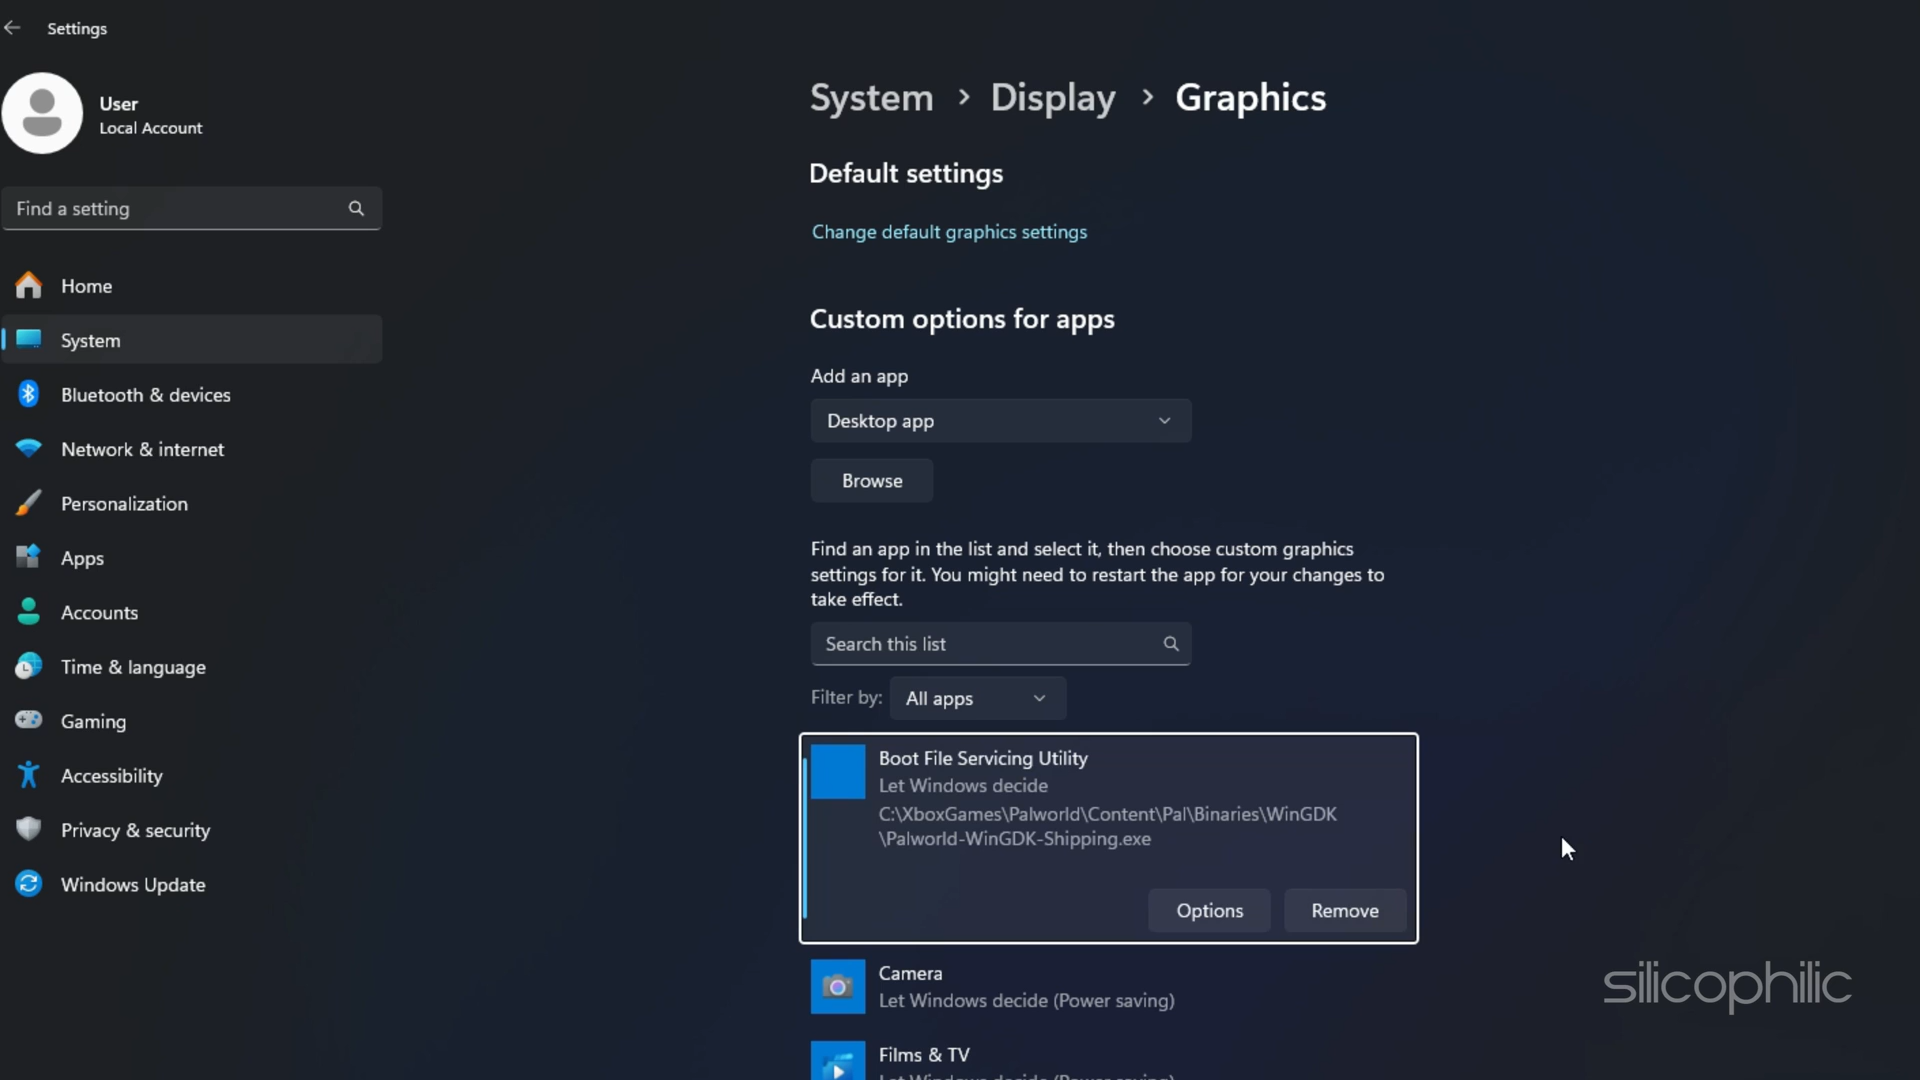 Settings
User
Local Account
Find a setting
Home
System
Bluetooth & devices
Network & internet
Personalization
Apps
Accounts
Time & language
Gaming
Accessibility
Privacy & security
Windows Update
System > Display > Graphics
Default settings
Change default graphics settings
Custom options for apps
Add an app
Desktop app
Browse
Find an app in the list and select it, then choose custom graphics
settings for it. You might need to restart the app for your changes to
take effect.
Search this list
Filter by: All apps
Boot File Servicing Utility
Let Windows decide
C:\XboxGames\Palworld\Content\Pal\Binaries\WinGDK
\Palworld-WinGDK-Shipping.exe
Options Remove
Camera
Let Windows decide (Power saving)
Films & TV
Let Windows decide (Power saving)
silicophilic